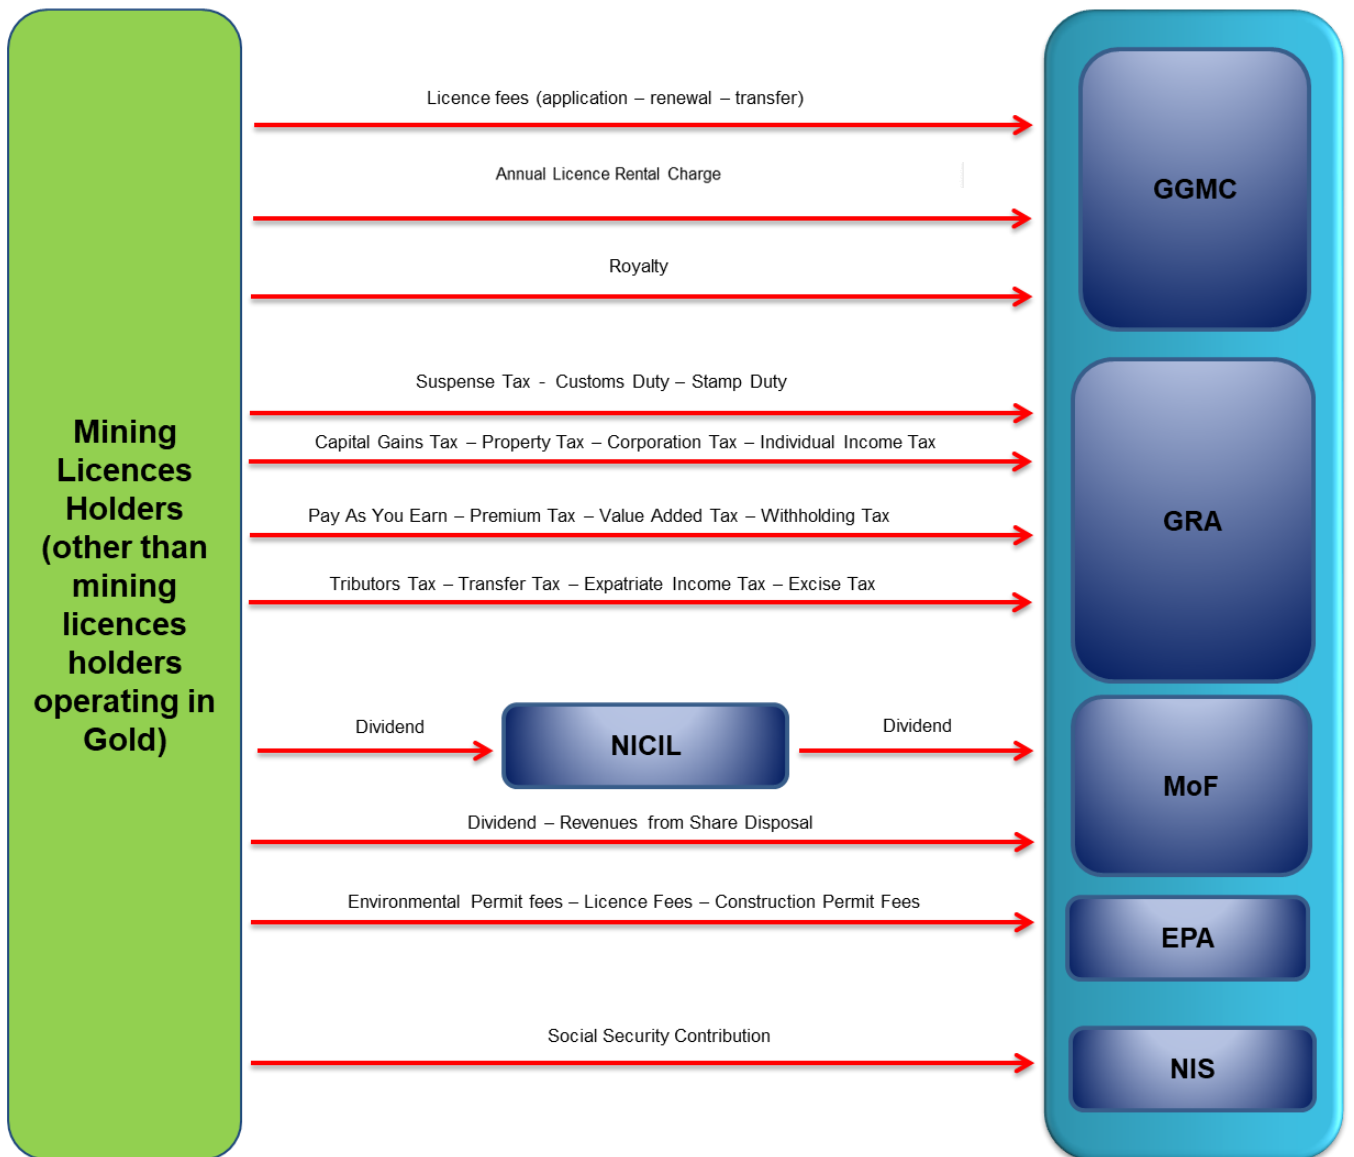 Licence fees (application – renewal – transfer)
GGMC
Annual Licence Rental Charge
Royalty
Suspense Tax - Customs Duty – Stamp Duty
Mining
Licences
Holders
(other than
mining
licences
holders
operating in
Gold)
Capital Gains Tax – Property Tax – Corporation Tax – Individual Income Tax
Pay As You Earn – Premium Tax – Value Added Tax – Withholding Tax
GRA
Tributors Tax – Transfer Tax – Expatriate Income Tax – Excise Tax
Dividend
NICIL
Dividend
MoF
Dividend – Revenues from Share Disposal
Environmental Permit fees – Licence Fees – Construction Permit Fees
EPA
Social Security Contribution
NIS